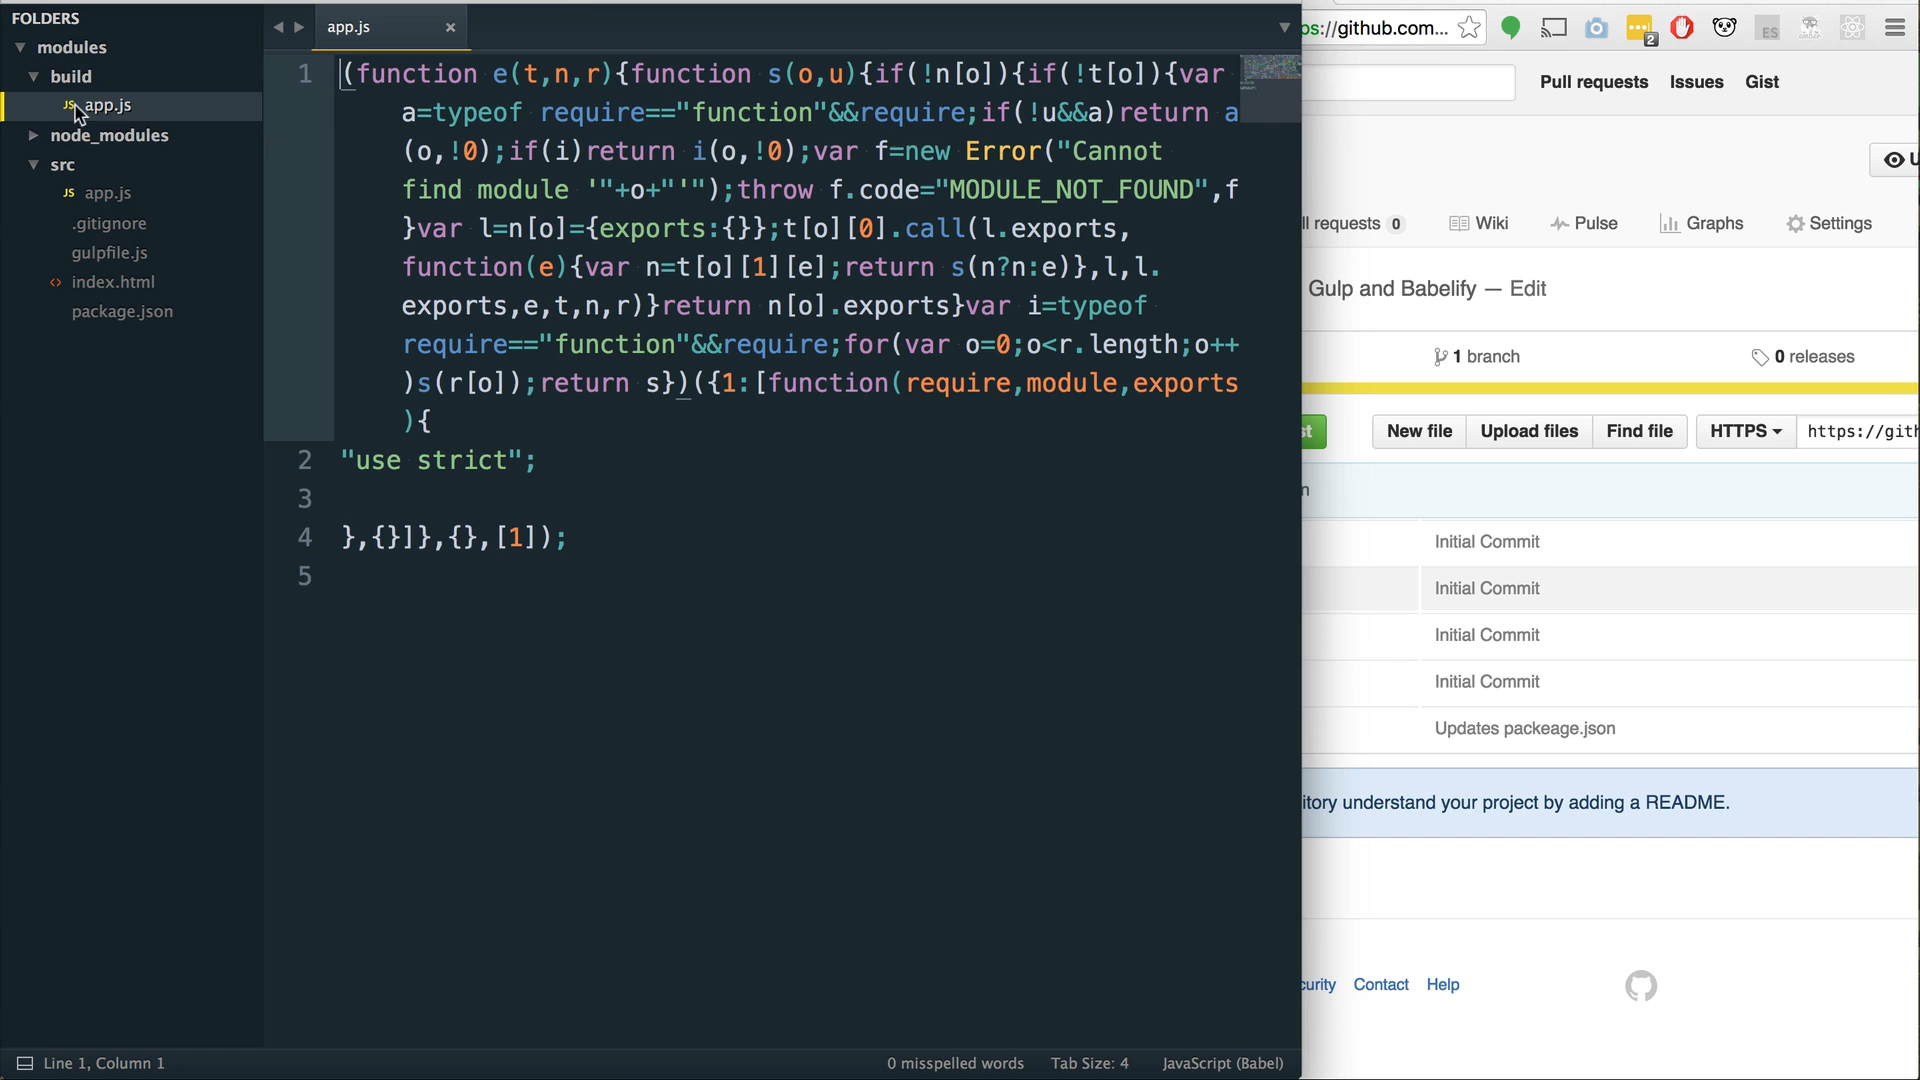 FOLDERS
modules
build
app.js
node_modules
src
app.js
.gitignore
gulpfile.js
index.html
package.json
app.js
1 (function e(t,n,r){function s(o,u){if(!n[o]){if(!t[o]){var
a=typeof require=="function"&&require;if(!u&&a)return a
(o,!0);if(i)return i(o,!0);var f=new Error("Cannot
find module '"+o+"'");throw f.code="MODULE_NOT_FOUND",f
}var l=n[o]={exports:{}};t[o][0].call(l.exports,
function(e){var n=t[o][1][e];return s(n?n:e)},l,l.
exports,e,t,n,r)}return n[o].exports}var i=typeof
require=="function"&&require;for(var o=0;o<r.length;o++
)s(r[o]);return s})({1:[function(require,module,exports
){
2 "use strict";
3
4 },{}]},{},[1]);
5
Line 1, Column 1
0 misspelled words
Tab Size: 4
JavaScript (Babel)
ps://github.com...
2
ES
Pull requests Issues Gist
U
ll requests 0 Wiki Pulse Graphs Settings
Gulp and Babelify — Edit
1 branch 0 releases
st New file Upload files Find file HTTPS https://gith
n
Initial Commit
Initial Commit
Initial Commit
Initial Commit
Updates packeage.json
itory understand your project by adding a README.
curity Contact Help